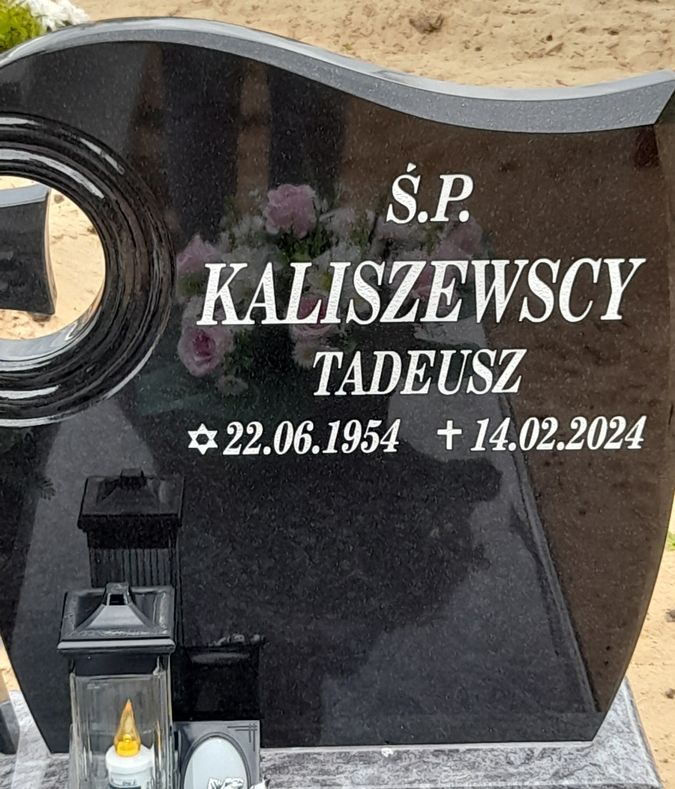 Ś.P.
KALISZEWSCY
TADEUSZ
✡ 22.06.1954 ✝ 14.02.2024